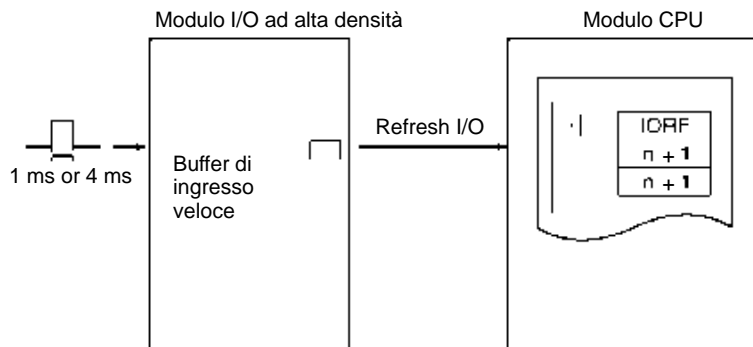 Modulo I/O ad alta densità
Modulo CPU
Refresh I/O
IORF
n + 1
n + 1
1 ms or 4 ms
Buffer di
ingresso
veloce